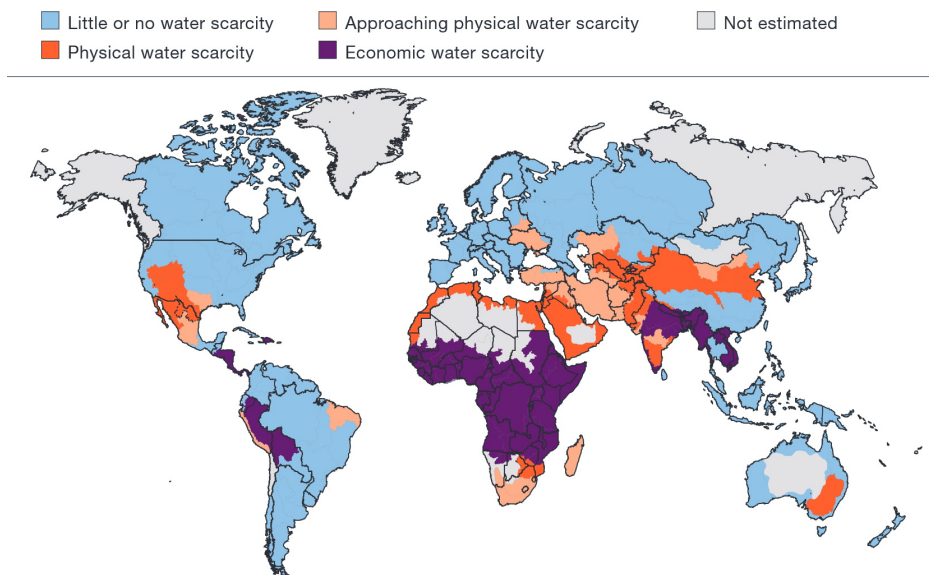 Little or no water scarcity
Approaching physical water scarcity
Not estimated
Physical water scarcity
Economic water scarcity